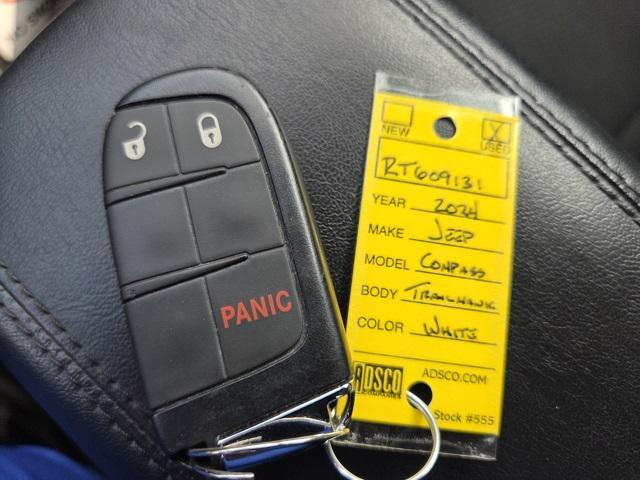 NEW
X
USED
RT609131
YEAR 2024
MAKE JEEP
MODEL COMPASS
BODY TRAILHAWK
COLOR WHITE
ADSCO
ADSCO.COM
Stock #555
PANIC